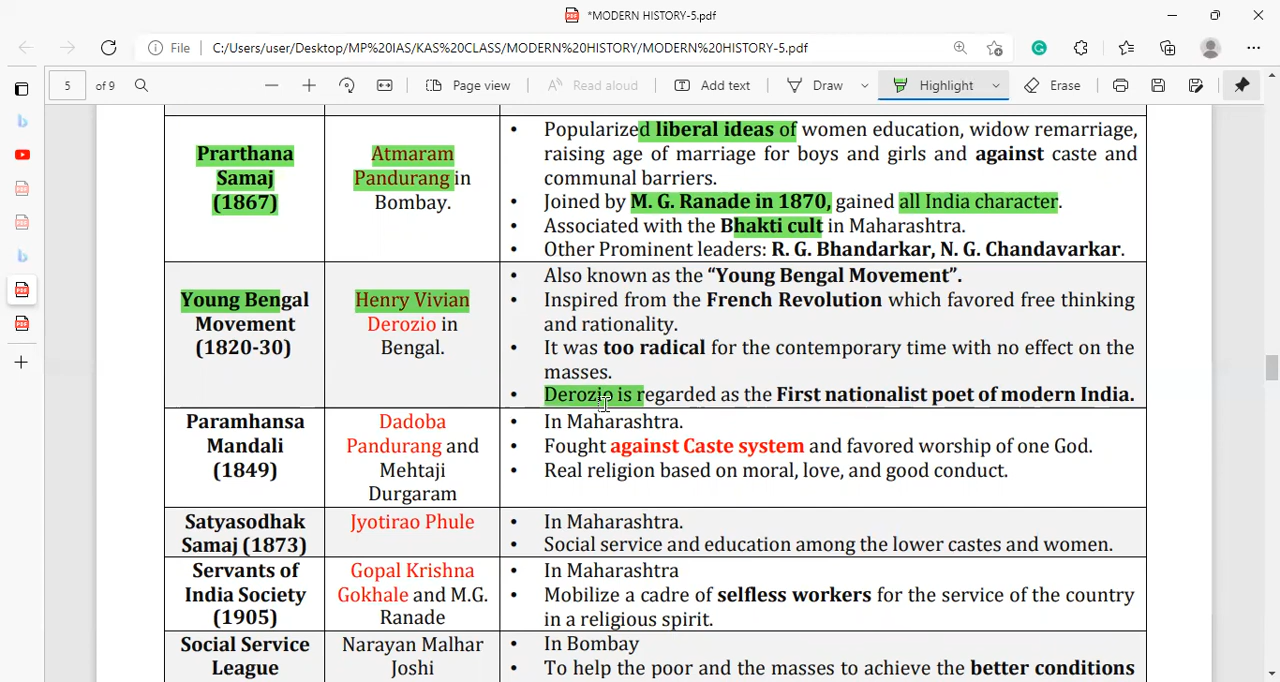 *MODERN HISTORY-5.pdf
File C:/Users/user/Desktop/MP%20IAS/KAS%20CLASS/MODERN%20HISTORY/MODERN%20HISTORY-5.pdf
5 of 9 Page view Read aloud Add text Draw Highlight Erase
Prarthana
Samaj
(1867)
Atmaram
Pandurang in
Bombay.
• Popularized liberal ideas of women education, widow remarriage,
raising age of marriage for boys and girls and against caste and
communal barriers.
• Joined by M. G. Ranade in 1870, gained all India character.
• Associated with the Bhakti cult in Maharashtra.
• Other Prominent leaders: R. G. Bhandarkar, N. G. Chandavarkar.
Young Bengal
Movement
(1820-30)
Henry Vivian
Derozio in
Bengal.
• Also known as the “Young Bengal Movement”.
• Inspired from the French Revolution which favored free thinking
and rationality.
• It was too radical for the contemporary time with no effect on the
masses.
• Derozio is regarded as the First nationalist poet of modern India.
Paramhansa
Mandali
(1849)
Dadoba
Pandurang and
Mehtaji
Durgaram
• In Maharashtra.
• Fought against Caste system and favored worship of one God.
• Real religion based on moral, love, and good conduct.
Satyasodhak
Samaj (1873)
Jyotirao Phule
• In Maharashtra.
• Social service and education among the lower castes and women.
Servants of
India Society
(1905)
Gopal Krishna
Gokhale and M.G.
Ranade
• In Maharashtra
• Mobilize a cadre of selfless workers for the service of the country
in a religious spirit.
Social Service
League
Narayan Malhar
Joshi
• In Bombay
• To help the poor and the masses to achieve the better conditions